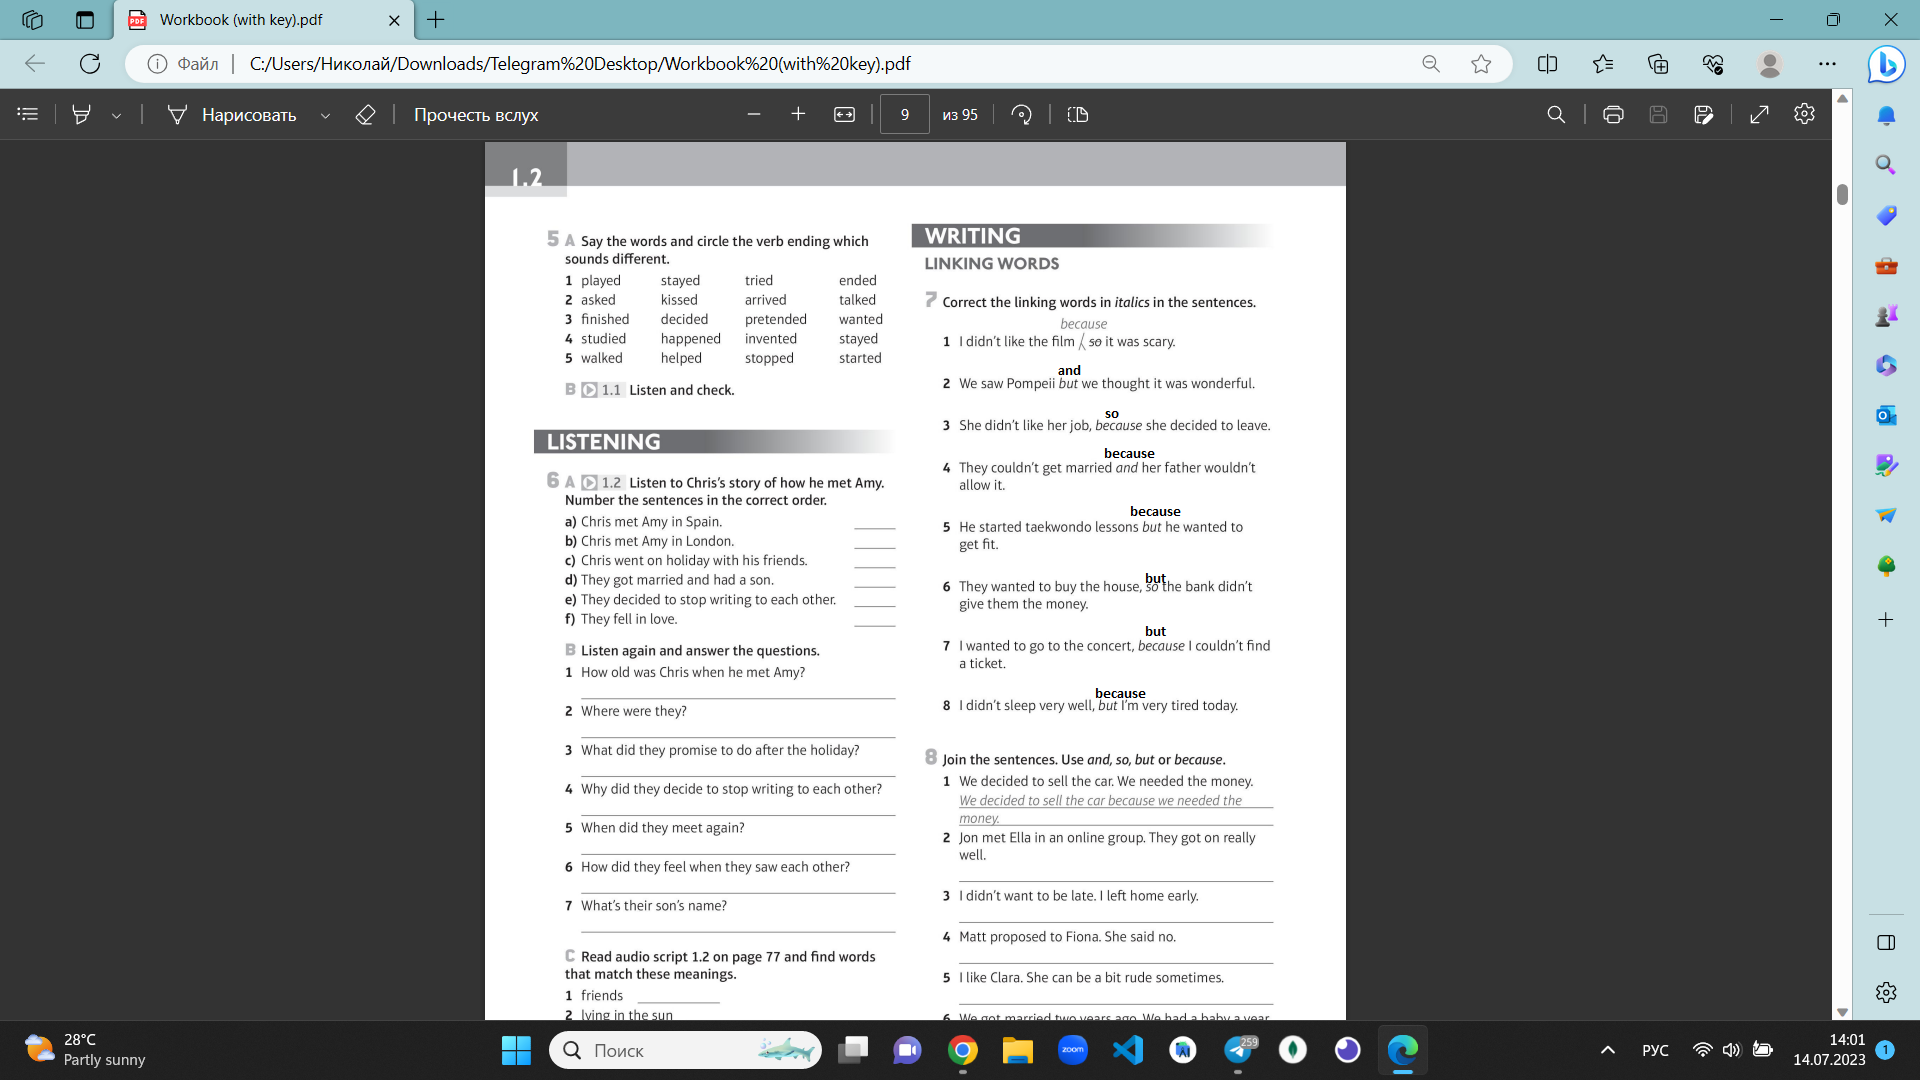 Workbook (with key).pdf
Файл
C:/Users/Николай/Downloads/Telegram%20Desktop/Workbook%20(with%20key).pdf
Нарисовать
Прочесть вслух
9
из 95
1.2
5 A Say the words and circle the verb ending which
sounds different.
1 played stayed tried ended
2 asked kissed arrived talked
3 finished decided pretended wanted
4 studied happened invented stayed
5 walked helped stopped started
B 1.1 Listen and check.
LISTENING
6 A 1.2 Listen to Chris's story of how he met Amy.
Number the sentences in the correct order.
a) Chris met Amy in Spain.
b) Chris met Amy in London.
c) Chris went on holiday with his friends.
d) They got married and had a son.
e) They decided to stop writing to each other.
f) They fell in love.
B Listen again and answer the questions.
1 How old was Chris when he met Amy?
2 Where were they?
3 What did they promise to do after the holiday?
4 Why did they decide to stop writing to each other?
5 When did they meet again?
6 How did they feel when they saw each other?
7 What's their son's name?
C Read audio script 1.2 on page 77 and find words
that match these meanings.
1 friends
2 lying in the sun
WRITING
LINKING WORDS
7 Correct the linking words in italics in the sentences.
because
1 I didn't like the film so it was scary.
and
2 We saw Pompeii but we thought it was wonderful.
so
3 She didn't like her job, because she decided to leave.
because
4 They couldn't get married and her father wouldn't
allow it.
because
5 He started taekwondo lessons but he wanted to
get fit.
but
6 They wanted to buy the house, so the bank didn't
give them the money.
but
7 I wanted to go to the concert, because I couldn't find
a ticket.
because
8 I didn't sleep very well, but I'm very tired today.
8 Join the sentences. Use and, so, but or because.
1 We decided to sell the car. We needed the money.
We decided to sell the car because we needed the
money.
2 Jon met Ella in an online group. They got on really
well.
3 I didn't want to be late. I left home early.
4 Matt proposed to Fiona. She said no.
5 I like Clara. She can be a bit rude sometimes.
6 We got married two years ago. We had a baby a year
28°C
Partly sunny
Поиск
zoom
259
РУС
14:01
14.07.2023
1